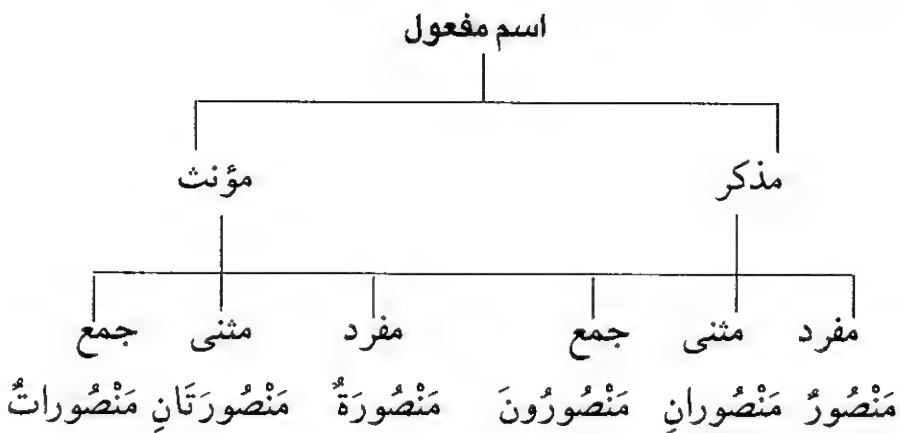 اسم مفعول
مذكر مؤنث
مفرد مثنى جمع مفرد مثنى جمع
مَنْصُورٌ مَنْصُورانِ مَنْصُورُونَ مَنْصُورَةٌ مَنْصُورَتَانِ مَنْصُوراتٌ